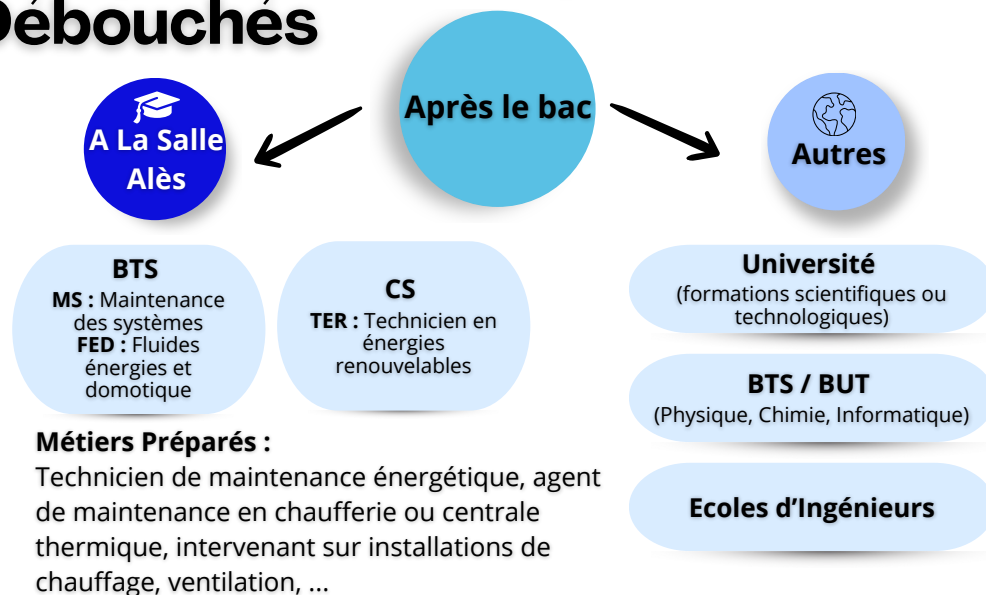 Débouchés
Après le bac
A La Salle
Alès
Autres
BTS
MS : Maintenance
des systèmes
FED : Fluides
énergies et
domotique
CS
TER : Technicien en
énergies
renouvelables
Université
(formations scientifiques ou
technologiques)
BTS / BUT
(Physique, Chimie, Informatique)
Ecoles d’Ingénieurs
Métiers Préparés :
Technicien de maintenance énergétique, agent
de maintenance en chaufferie ou centrale
thermique, intervenant sur installations de
chauffage, ventilation, ...